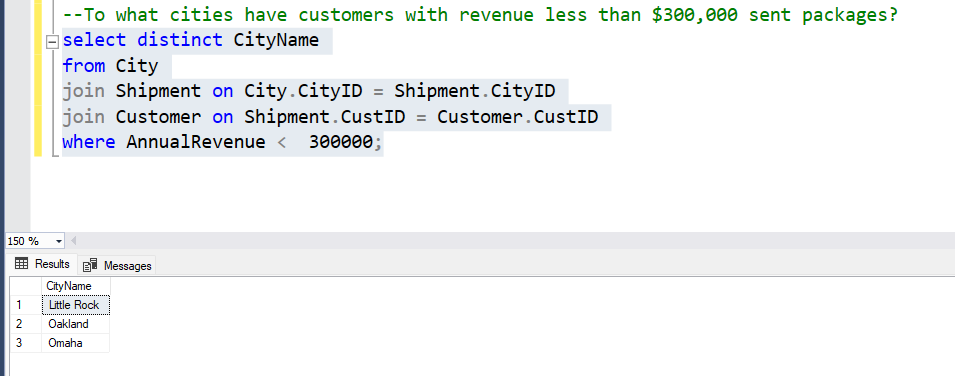 --To what cities have customers with revenue less than $300,000 sent packages?
select distinct CityName
from City
join Shipment on City.CityID = Shipment.CityID
join Customer on Shipment.CustID = Customer.CustID
where AnnualRevenue <  300000;
150 %
Results Messages
CityName
1 Little Rock
2 Oakland
3 Omaha